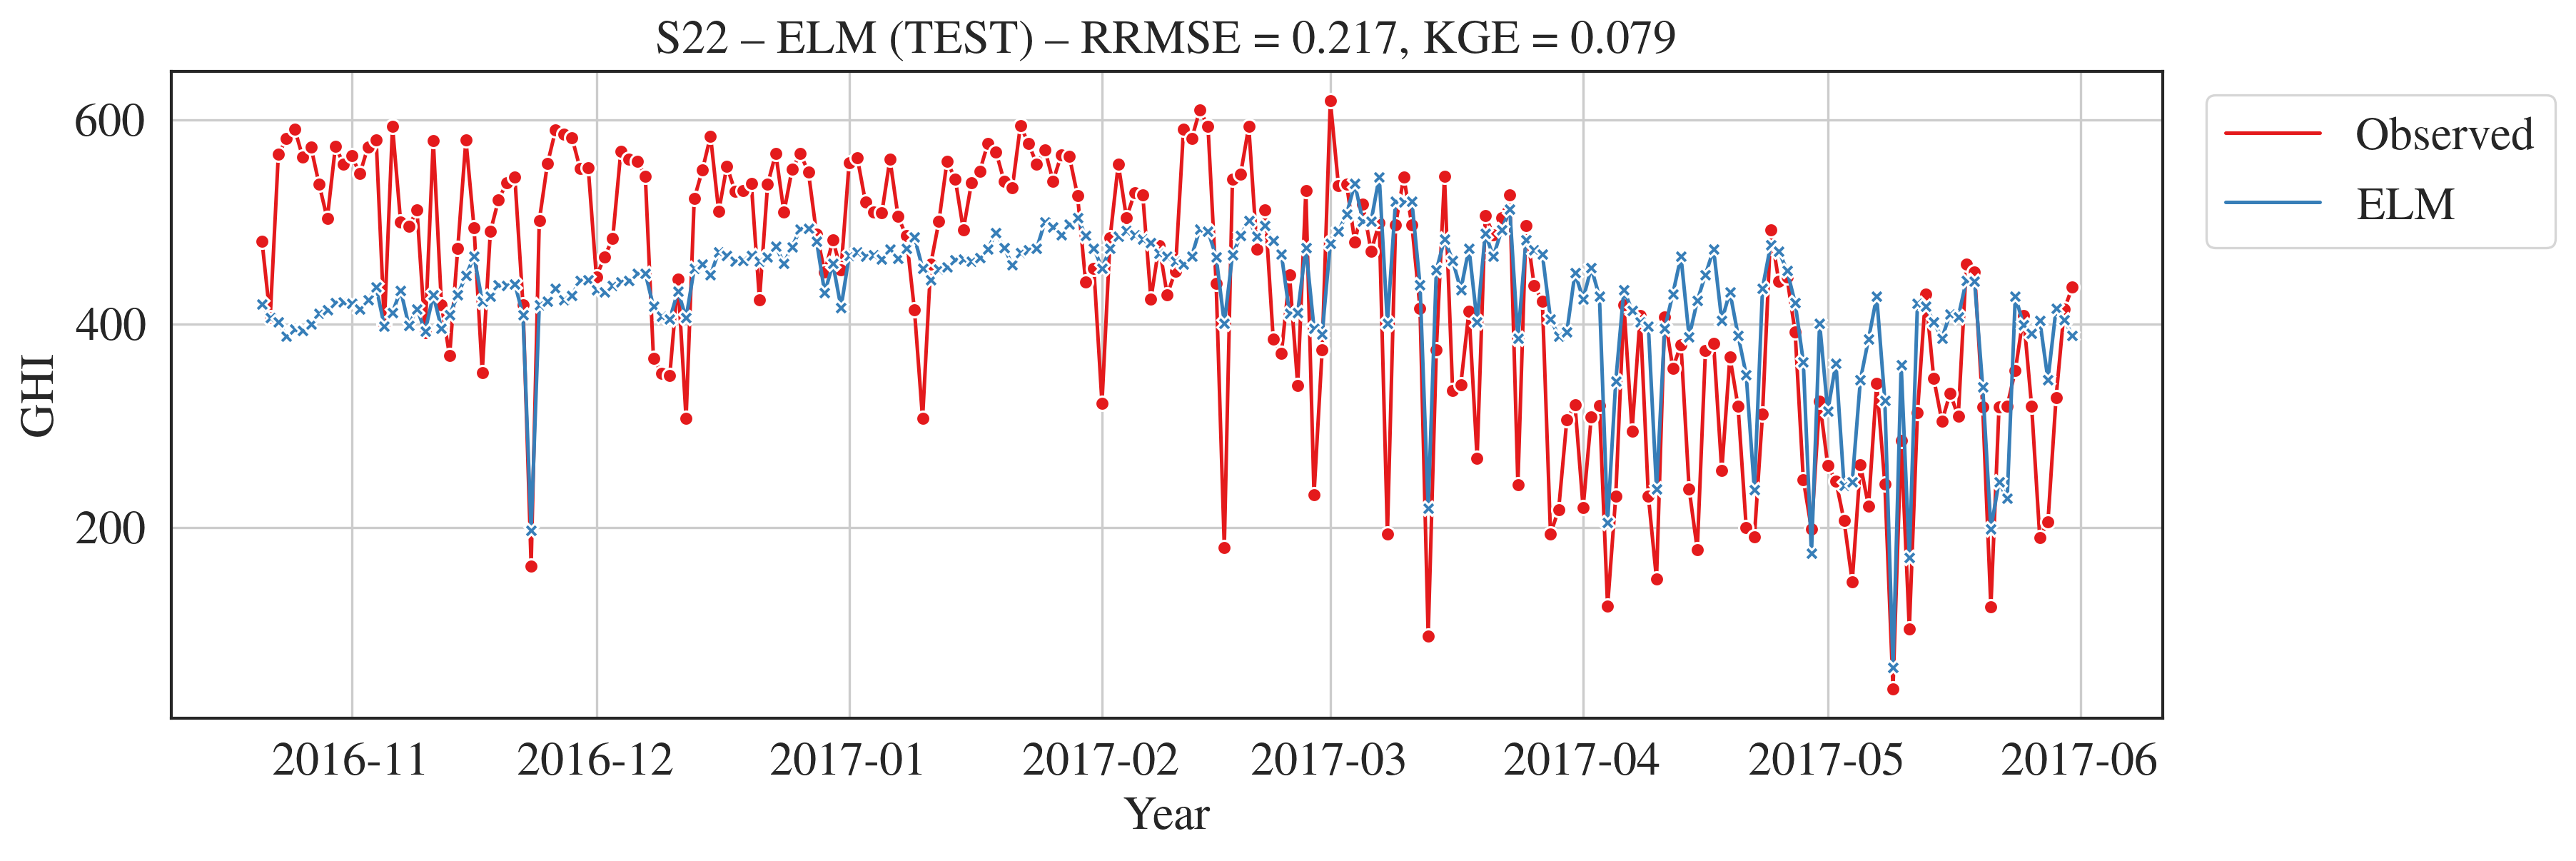 S22 – ELM (TEST) – RRMSE = 0.217, KGE = 0.079
600
400
200
GHI
2016-11
2016-12
2017-01
2017-02
2017-03
2017-04
2017-05
2017-06
Year
Observed
ELM